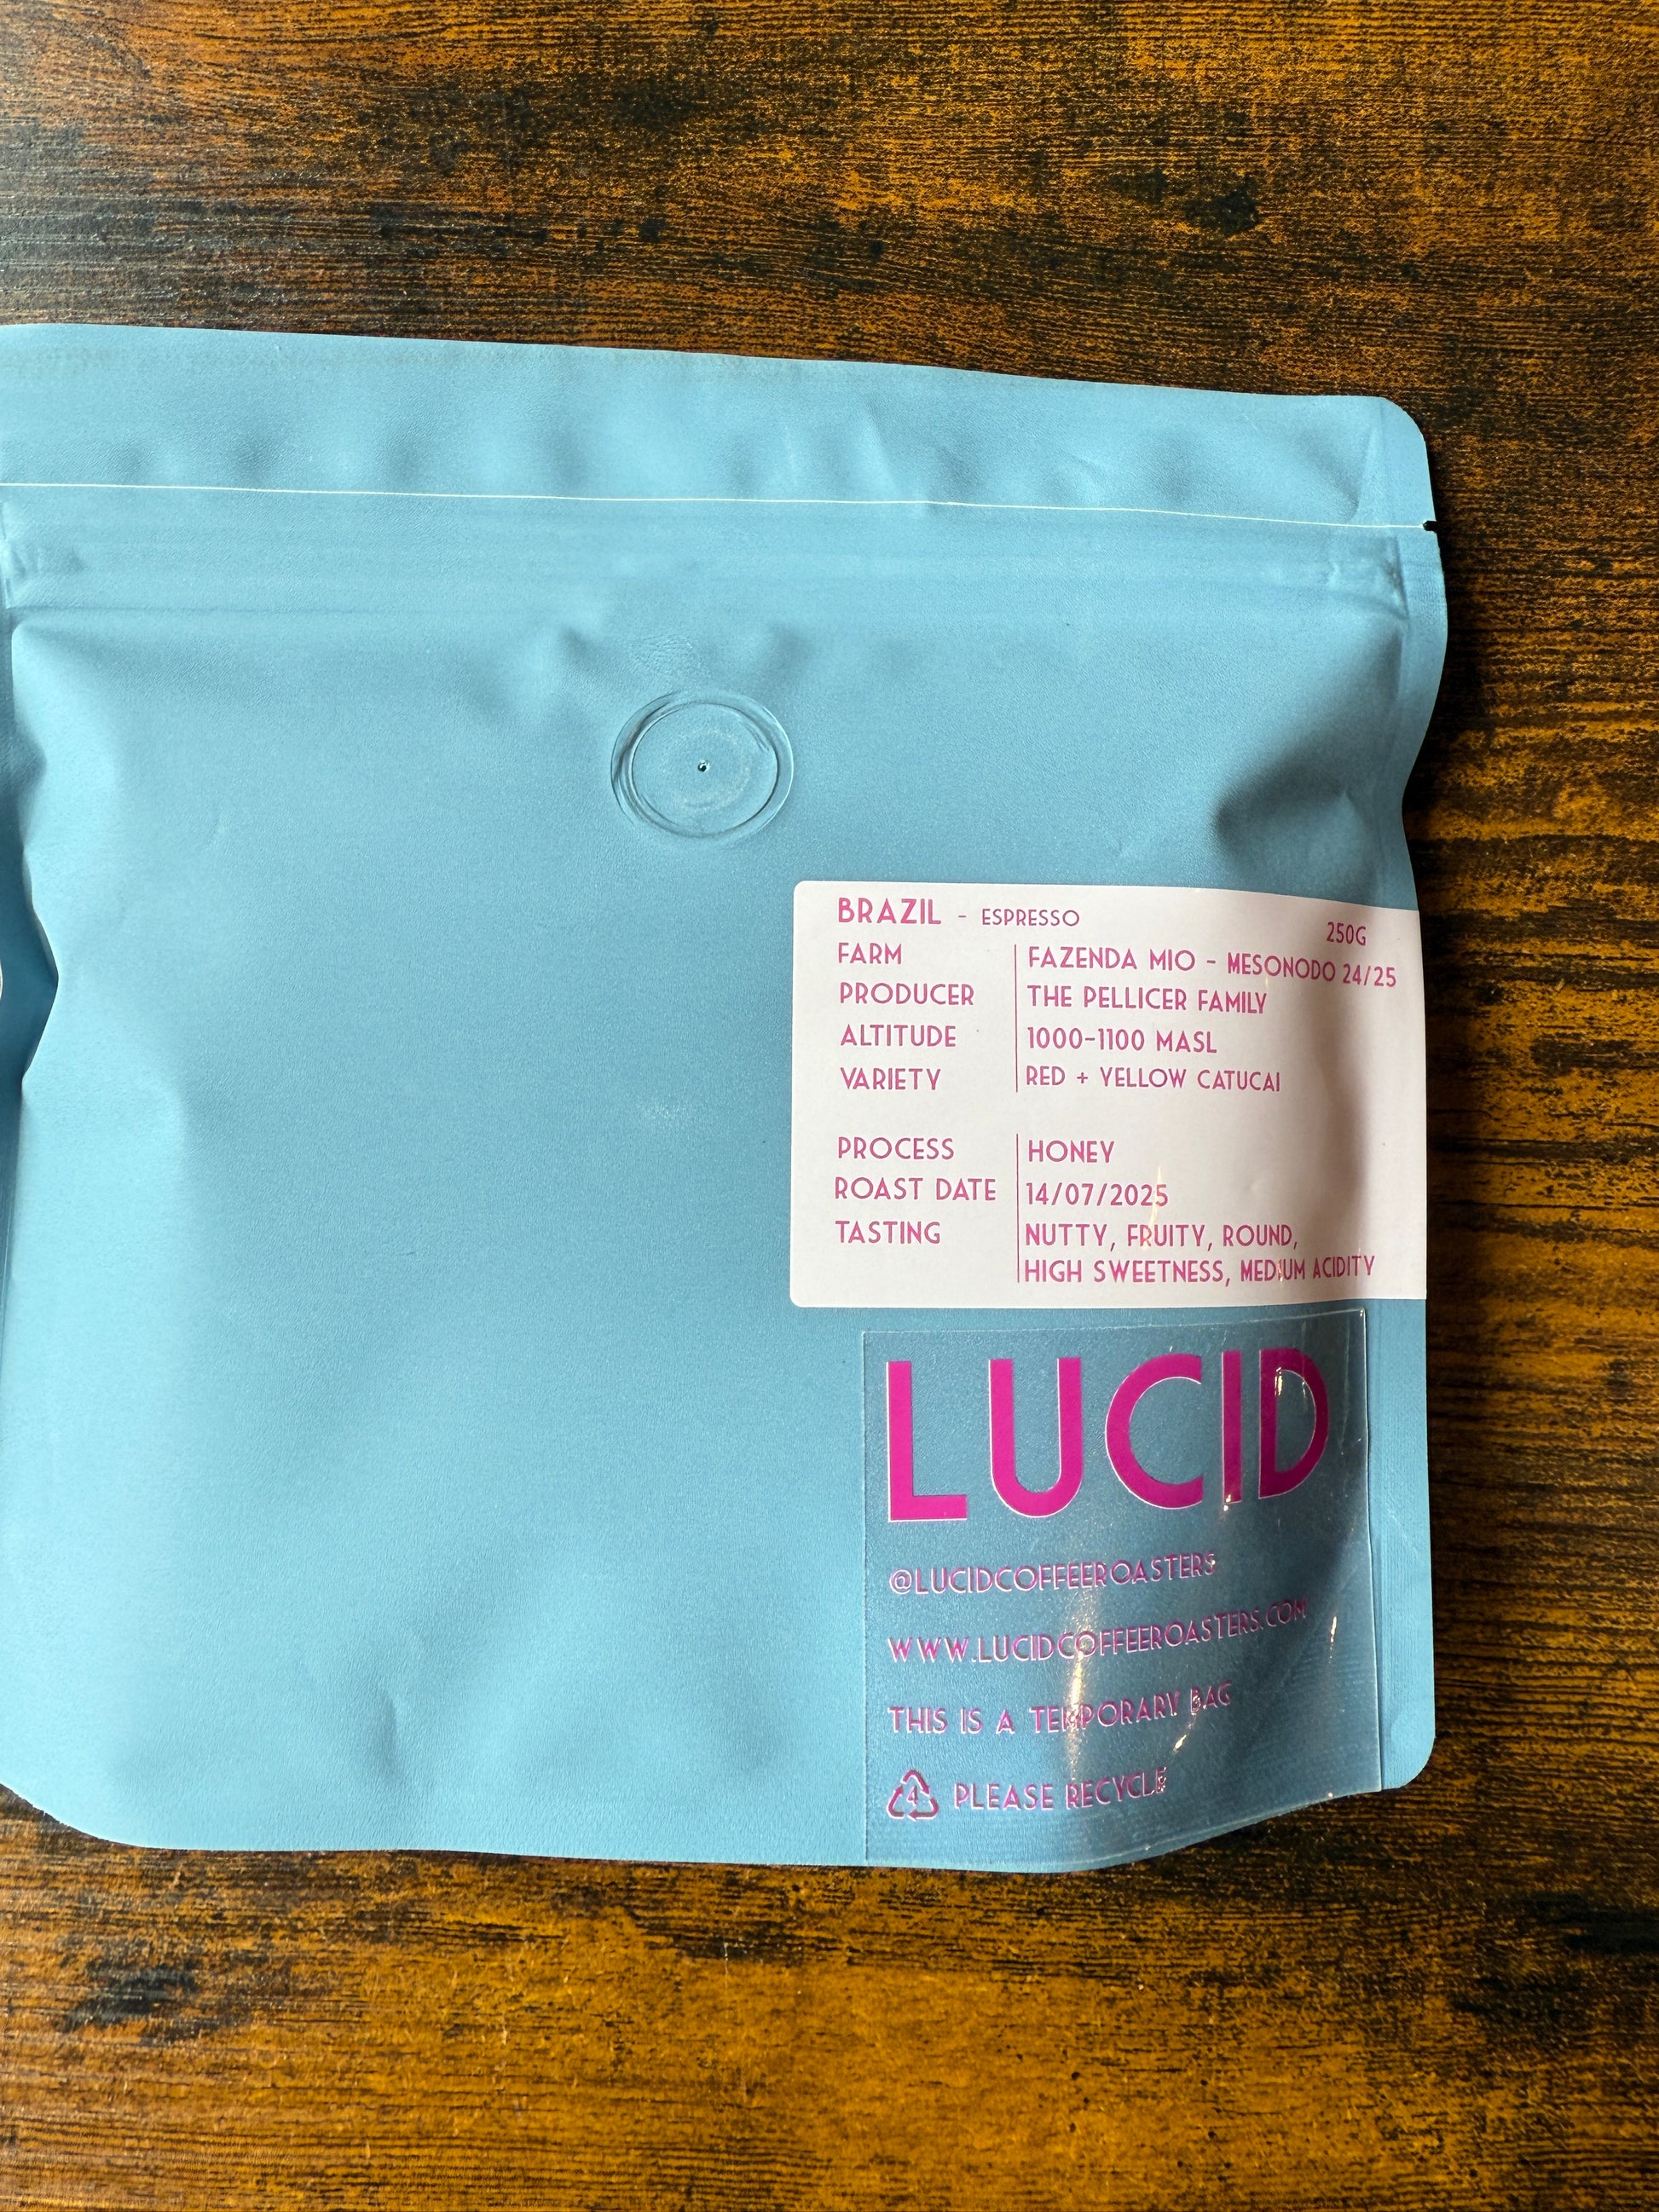 BRAZIL - ESPRESSO 250G
FARM FAZENDA MIO - MESONODO 24/25
PRODUCER THE PELLICER FAMILY
ALTITUDE 1000-1100 MASL
VARIETY RED + YELLOW CATUCAI
PROCESS HONEY
ROAST DATE 14/07/2025
TASTING NUTTY, FRUITY, ROUND,
HIGH SWEETNESS, MEDIUM ACIDITY
LUCID
@LUCIDCOFFEEROASTERS
WWW.LUCIDCOFFEEROASTERS.COM
THIS IS A TEMPORARY BAG
4 PLEASE RECYCLE